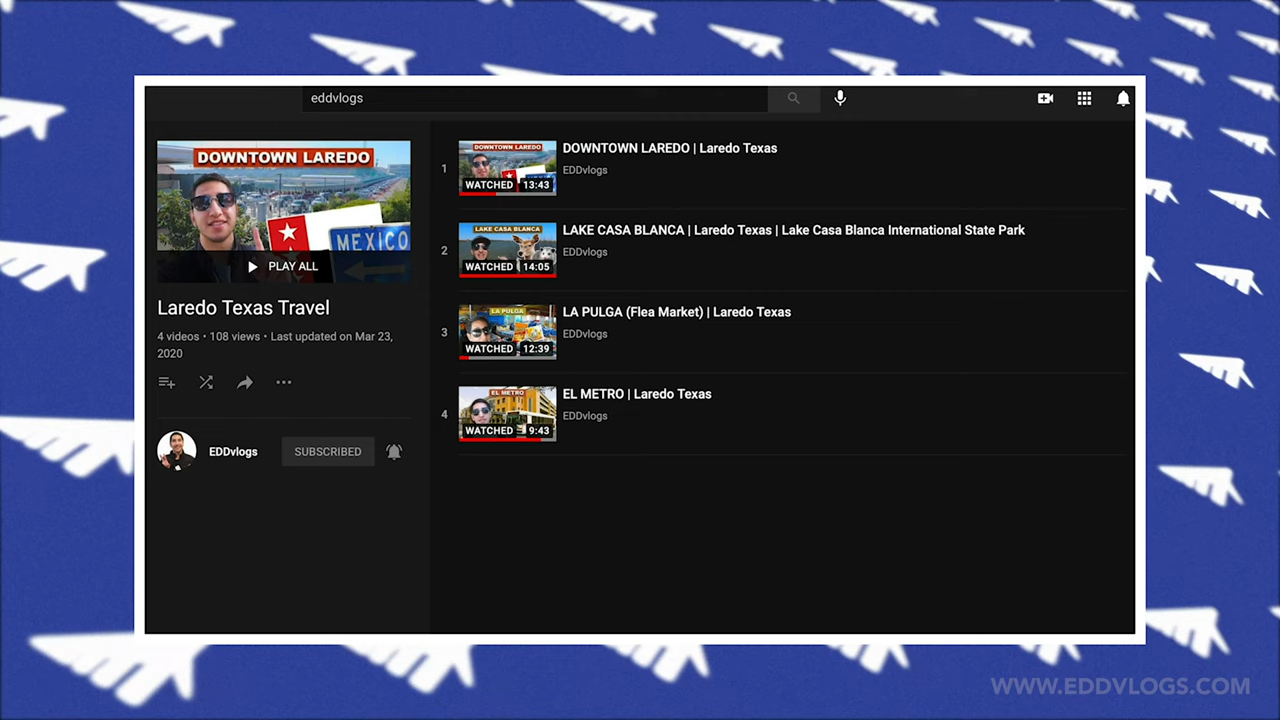 eddvlogs
DOWNTOWN LAREDO
MEXICO
PLAY ALL
Laredo Texas Travel
4 videos • 108 views • Last updated on Mar 23,
2020
EDDvlogs
SUBSCRIBED
1
DOWNTOWN LAREDO
WATCHED 13:43
DOWNTOWN LAREDO | Laredo Texas
EDDvlogs
2
LAKE CASA BLANCA
WATCHED 14:05
LAKE CASA BLANCA | Laredo Texas | Lake Casa Blanca International State Park
EDDvlogs
3
LA PULGA
WATCHED 12:39
LA PULGA (Flea Market) | Laredo Texas
EDDvlogs
4
EL METRO
WATCHED 9:43
EL METRO | Laredo Texas
EDDvlogs
WWW.EDDVLOGS.COM